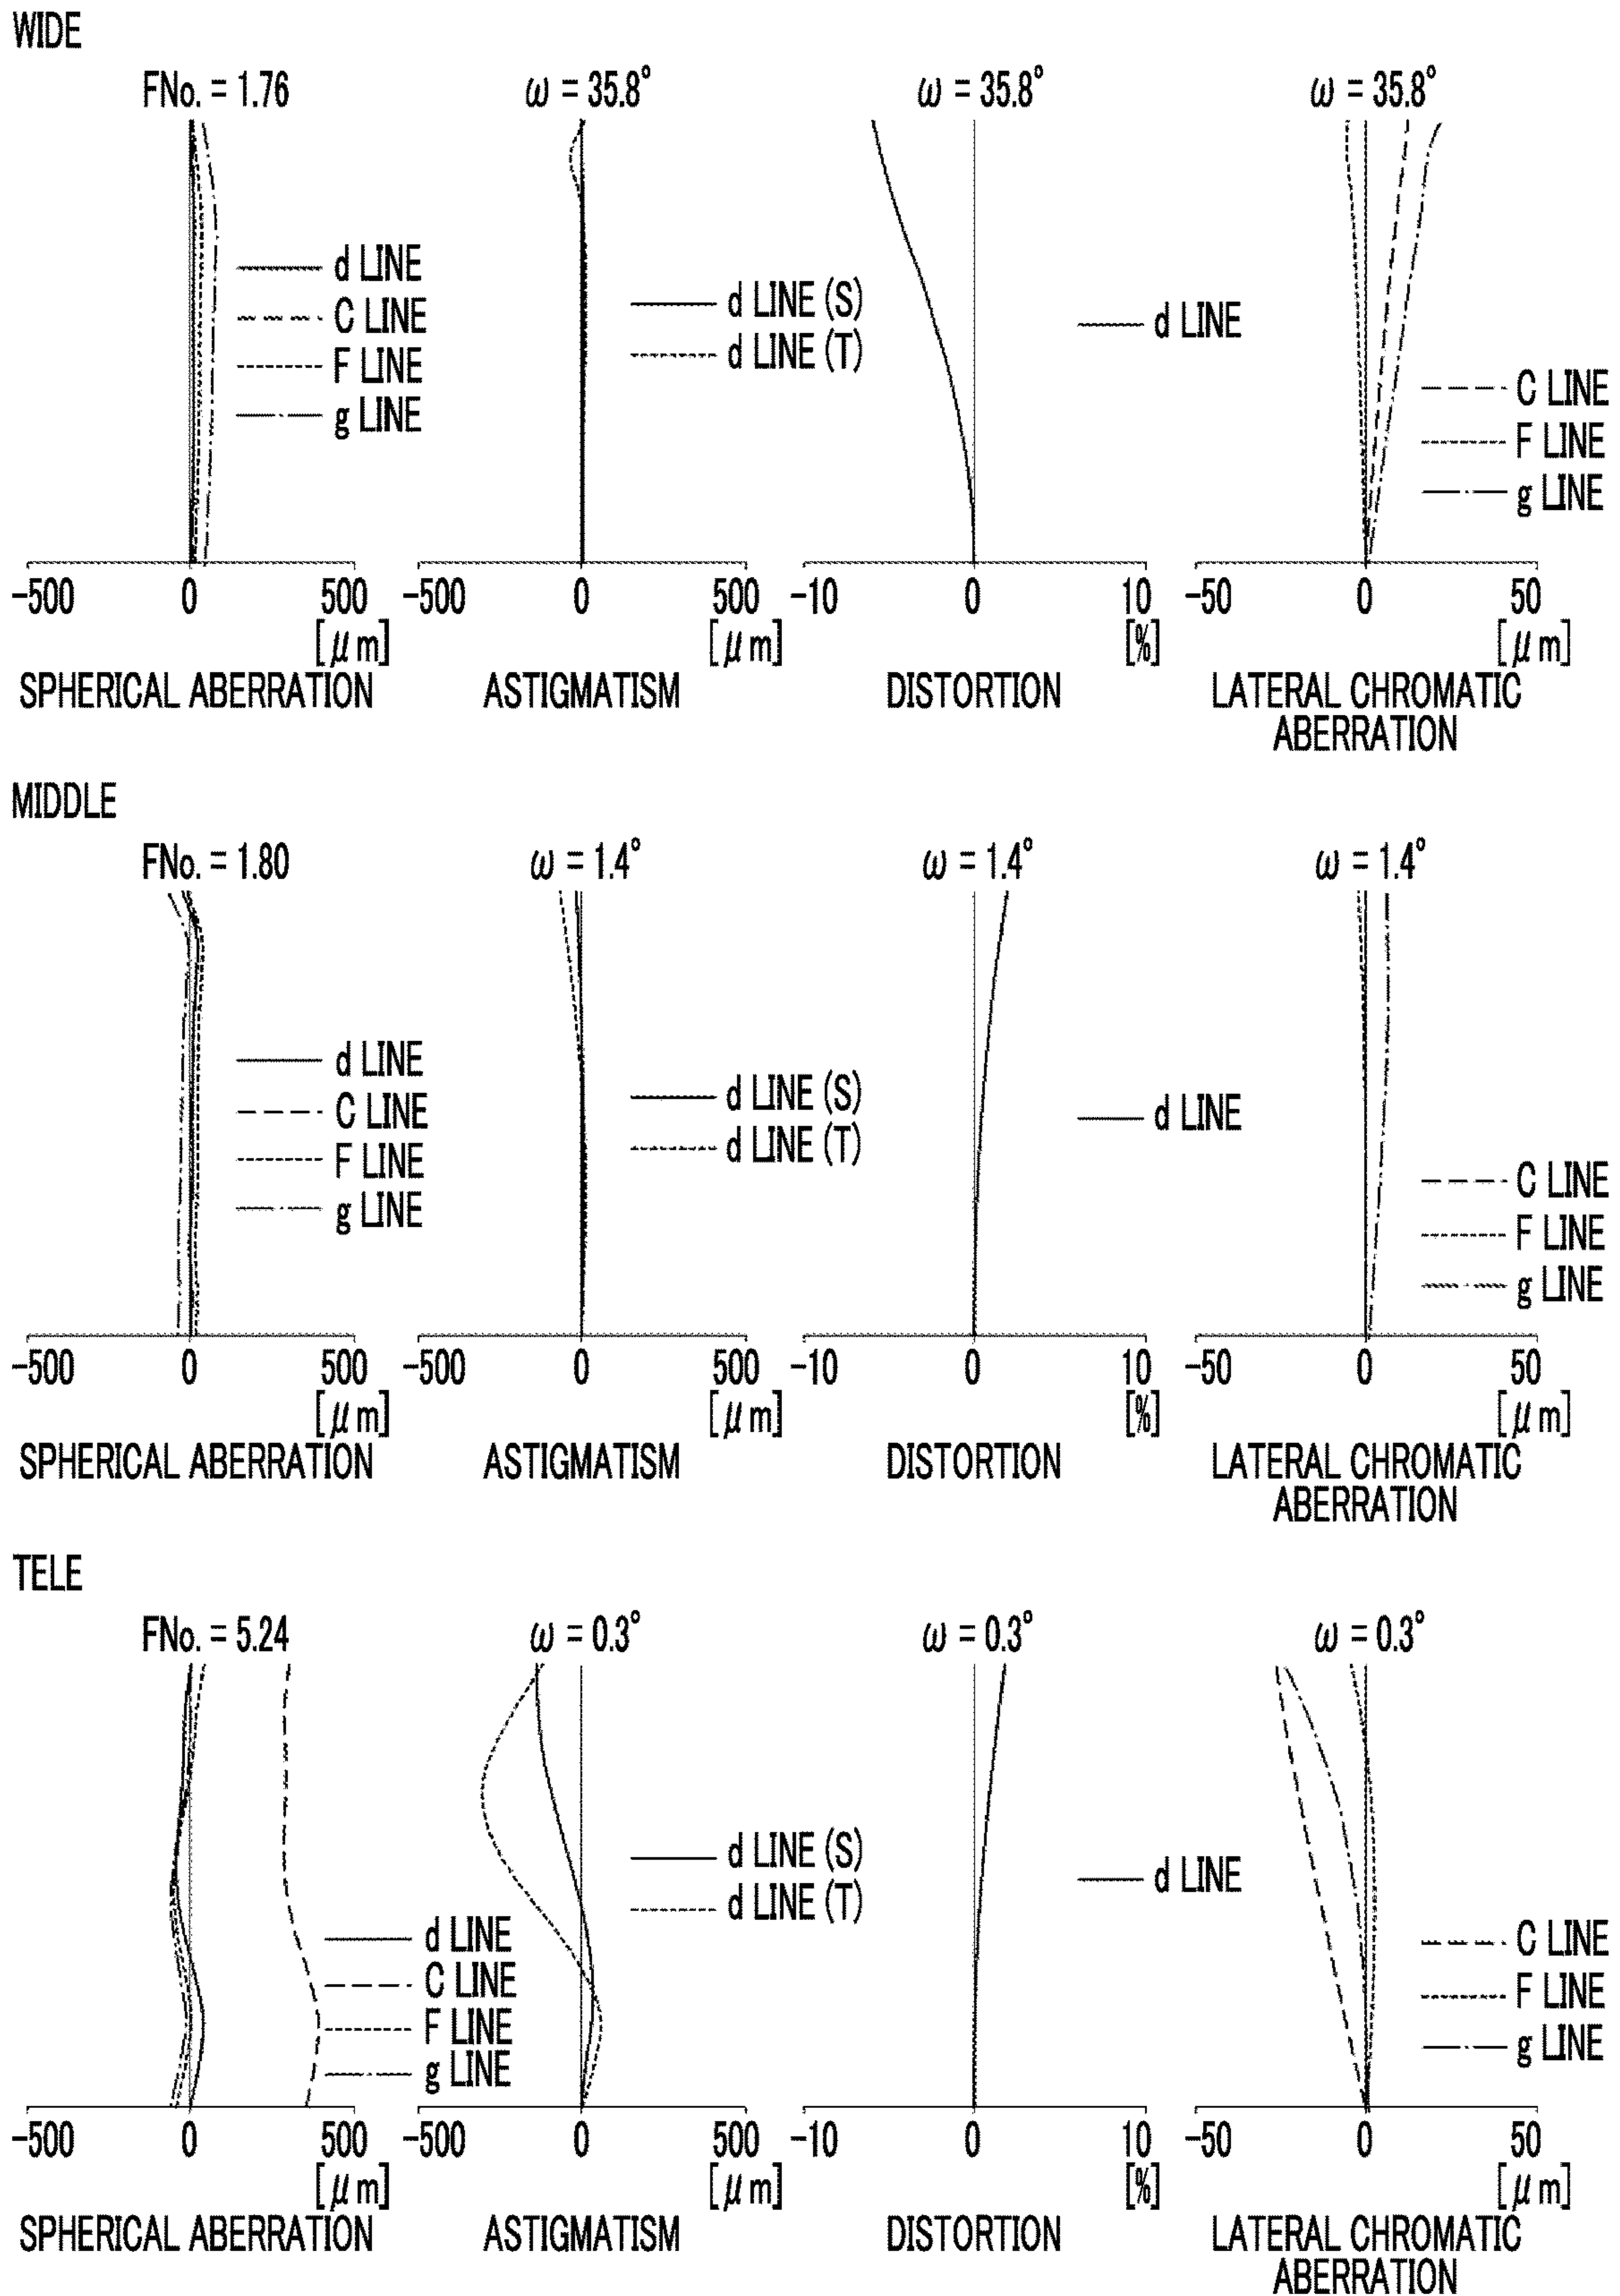 WIDE
FNo. = 1.76
ω = 35.8°
ω = 35.8°
ω = 35.8°
d LINE
C LINE
F LINE
g LINE
d LINE (S)
d LINE (T)
d LINE
C LINE
F LINE
g LINE
-500 0 500
[μm]
SPHERICAL ABERRATION
-500 0 500
[μm]
ASTIGMATISM
-10 0 10
[%]
DISTORTION
-50 0 50
[μm]
LATERAL CHROMATIC
ABERRATION
MIDDLE
FNo. = 1.80
ω = 1.4°
ω = 1.4°
ω = 1.4°
d LINE
C LINE
F LINE
g LINE
d LINE (S)
d LINE (T)
d LINE
C LINE
F LINE
g LINE
-500 0 500
[μm]
SPHERICAL ABERRATION
-500 0 500
[μm]
ASTIGMATISM
-10 0 10
[%]
DISTORTION
-50 0 50
[μm]
LATERAL CHROMATIC
ABERRATION
TELE
FNo. = 5.24
ω = 0.3°
ω = 0.3°
ω = 0.3°
d LINE
C LINE
F LINE
g LINE
d LINE (S)
d LINE (T)
d LINE
C LINE
F LINE
g LINE
-500 0 500
[μm]
SPHERICAL ABERRATION
-500 0 500
[μm]
ASTIGMATISM
-10 0 10
[%]
DISTORTION
-50 0 50
[μm]
LATERAL CHROMATIC
ABERRATION